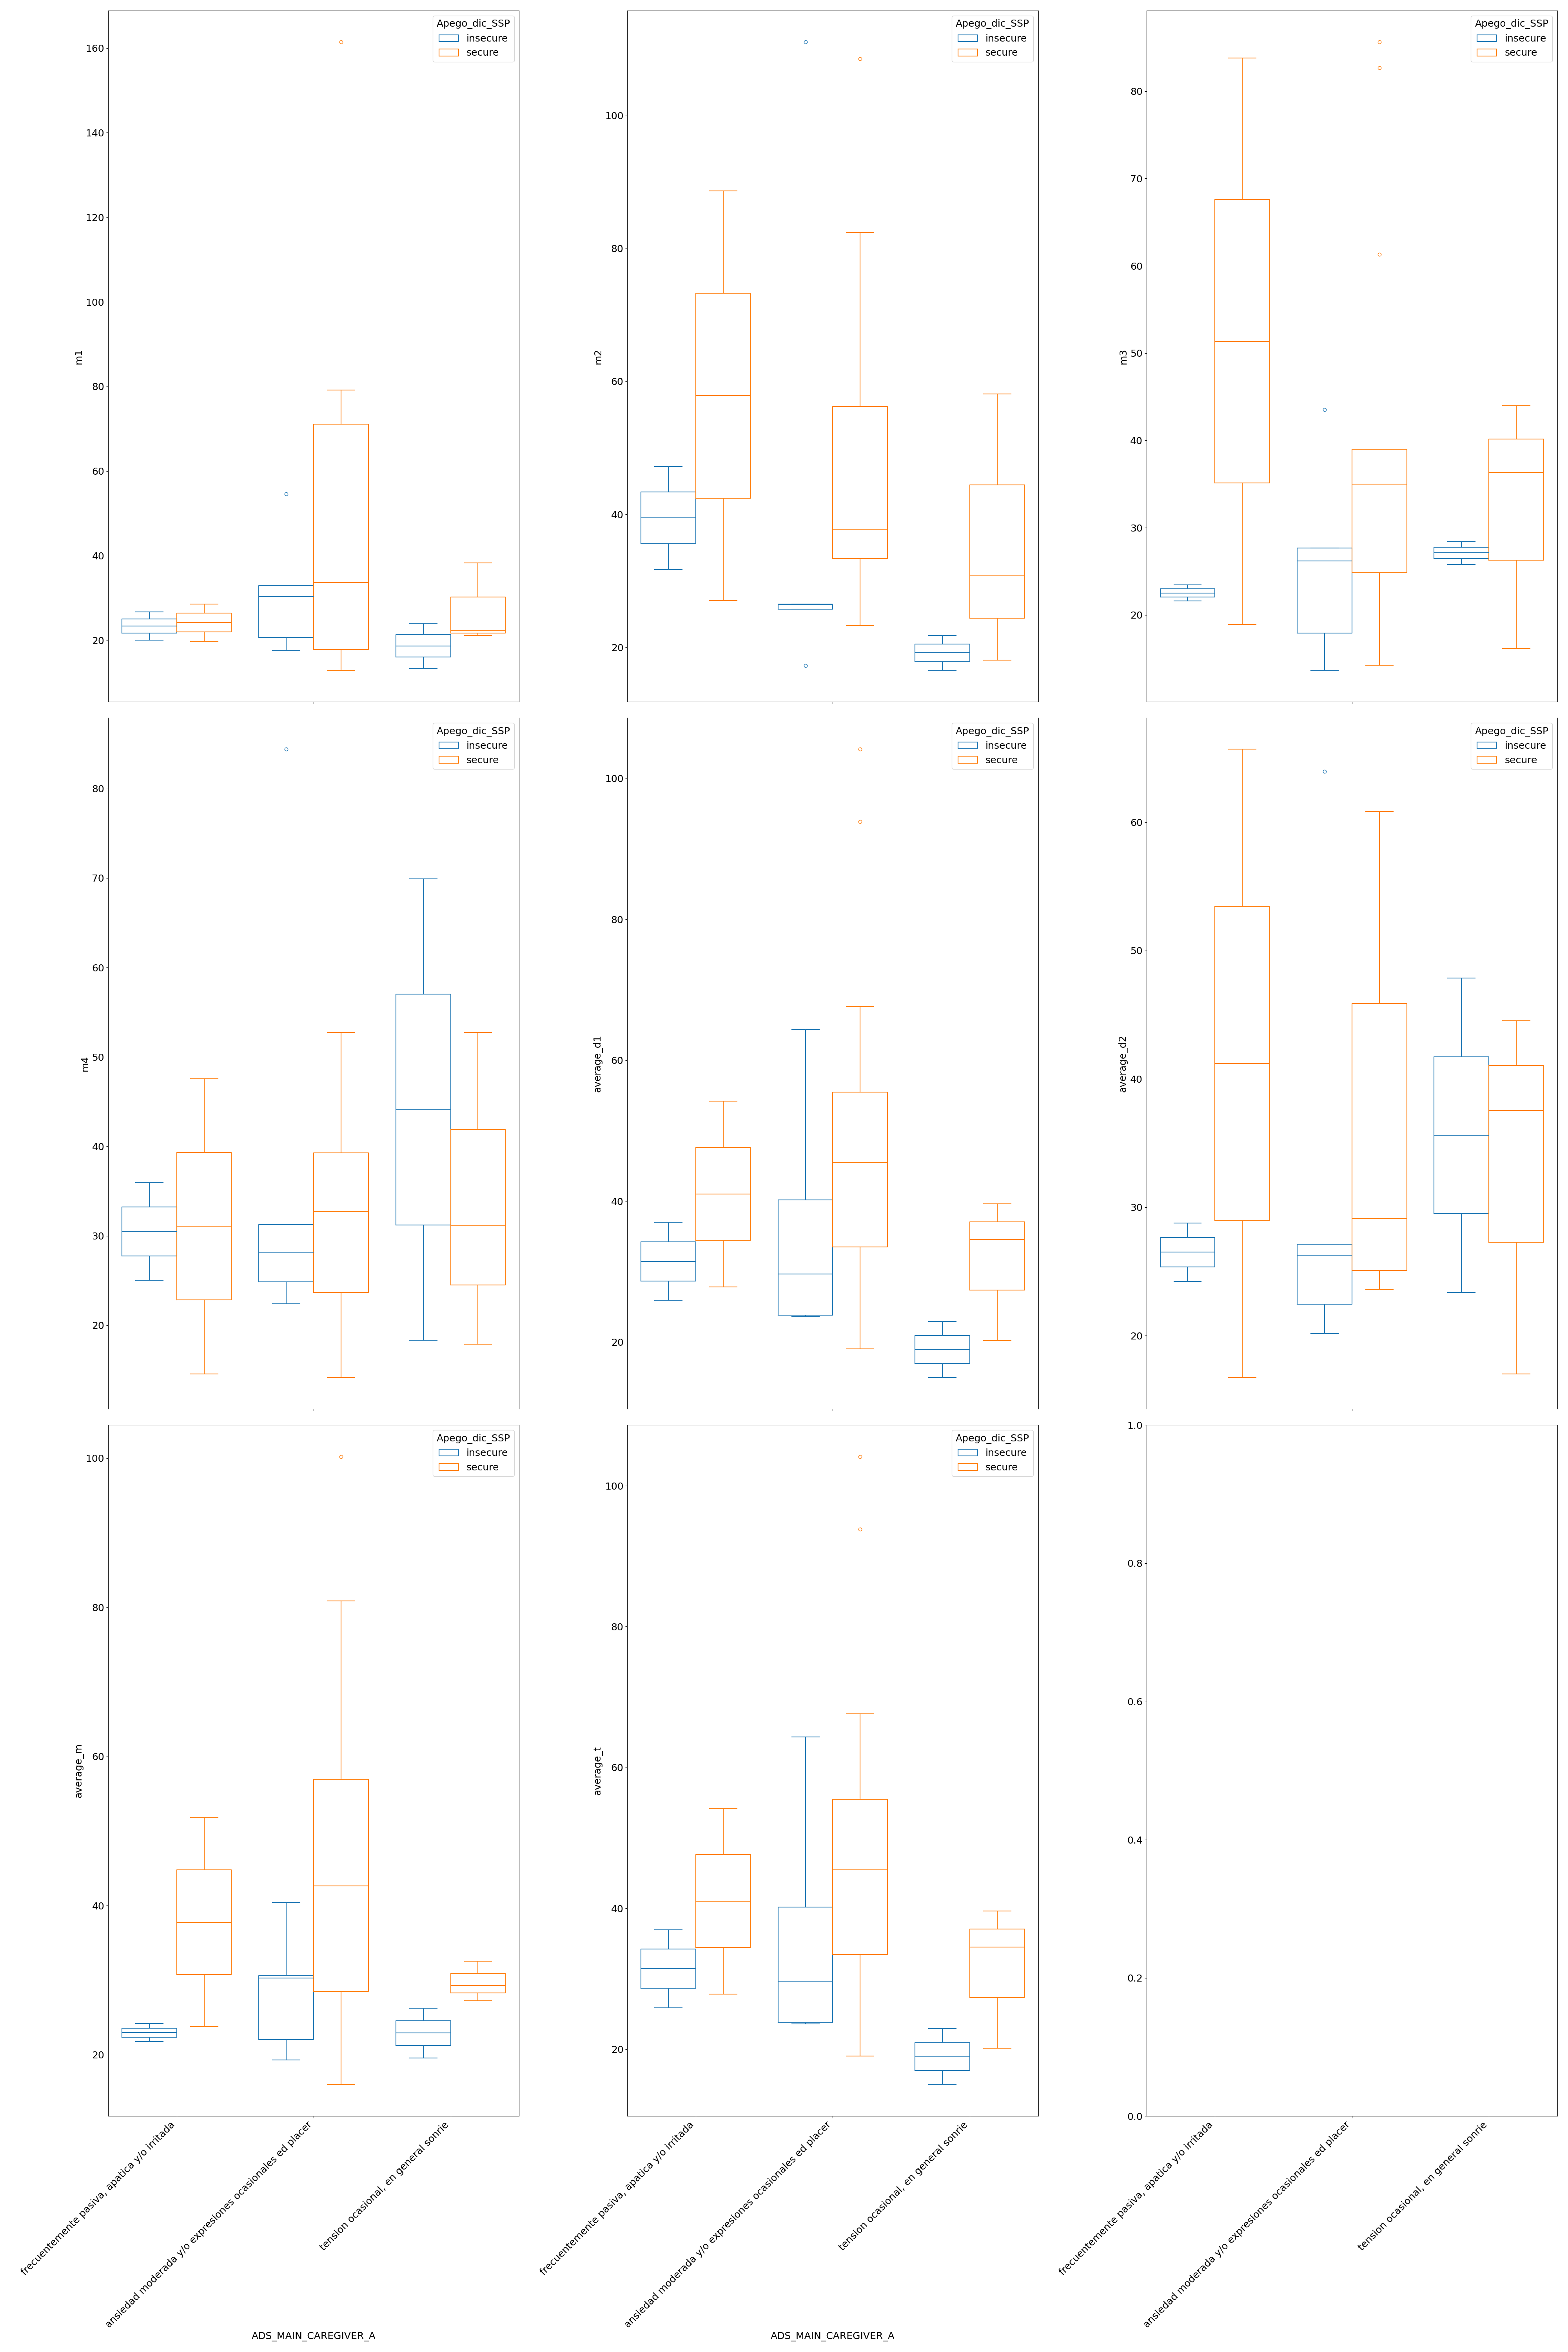 Apego_dic_SSP
insecure
secure
160
140
120
100
80
60
40
20
m1
Apego_dic_SSP
insecure
secure
100
80
60
40
20
m2
Apego_dic_SSP
insecure
secure
80
70
60
50
40
30
20
m3
Apego_dic_SSP
insecure
secure
80
70
60
50
40
30
20
m4
Apego_dic_SSP
insecure
secure
100
80
60
40
20
average_d1
Apego_dic_SSP
insecure
secure
60
50
40
30
20
average_d2
Apego_dic_SSP
insecure
secure
100
80
60
40
20
average_m
frecuentemente pasiva, apatica y/o irritada
ansiedad moderada y/o expresiones ocasionales ed placer
tension ocasional, en general sonrie
ADS_MAIN_CAREGIVER_A
Apego_dic_SSP
insecure
secure
100
80
60
40
20
average_t
frecuentemente pasiva, apatica y/o irritada
ansiedad moderada y/o expresiones ocasionales ed placer
tension ocasional, en general sonrie
ADS_MAIN_CAREGIVER_A
1.0
0.8
0.6
0.4
0.2
0.0
frecuentemente pasiva, apatica y/o irritada
ansiedad moderada y/o expresiones ocasionales ed placer
tension ocasional, en general sonrie